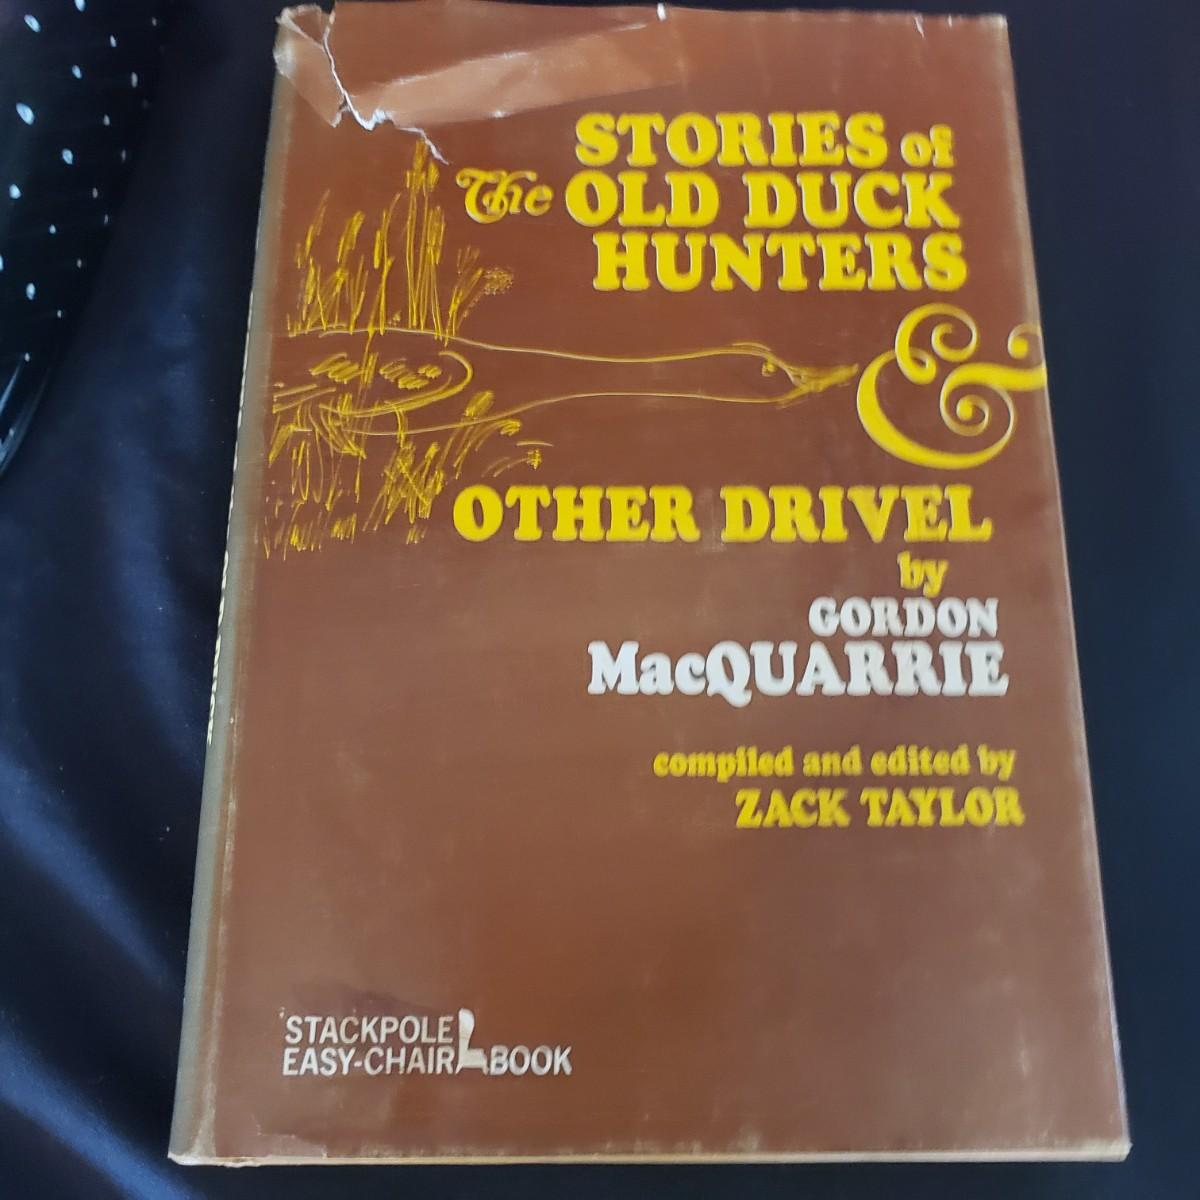 STORIES of
The OLD DUCK
HUNTERS
&
OTHER DRIVEL
by
GORDON
MacQUARRIE
compiled and edited by
ZACK TAYLOR
STACKPOLE
EASY-CHAIR BOOK